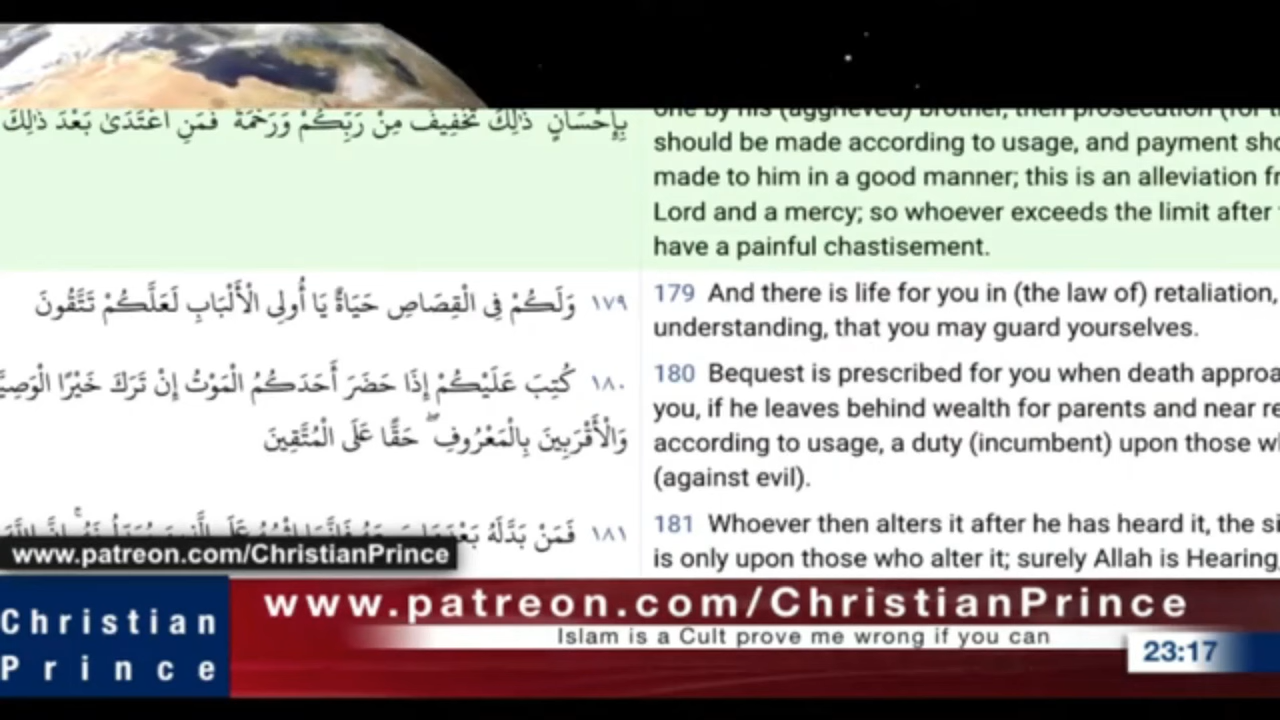 بِإِحْسَانٍ ذَٰلِكَ تَخْفِيفٌ مِنْ رَبِّكُمْ وَرَحْمَةٌ فَمَنِ اعْتَدَىٰ بَعْدَ ذَٰلِكَ
١٧٩ وَلَكُمْ فِي الْقِصَاصِ حَيَاةٌ يَا أُولِي الْأَلْبَابِ لَعَلَّكُمْ تَتَّقُونَ
١٨٠ كُتِبَ عَلَيْكُمْ إِذَا حَضَرَ أَحَدَكُمُ الْمَوْتُ إِنْ تَرَكَ خَيْرًا
وَالْأَقْرَبِينَ بِالْمَعْرُوفِ ۖ حَقًّا عَلَى الْمُتَّقِينَ
١٨١ فَمَنْ بَدَّلَهُ
one by his (aggrieved) brother, then prosecution
should be made according to usage, and payment
made to him in a good manner; this is an alleviation
Lord and a mercy; so whoever exceeds the limit after
have a painful chastisement.
179 And there is life for you in (the law of) retaliation,
understanding, that you may guard yourselves.
180 Bequest is prescribed for you when death
you, if he leaves behind wealth for parents and near
according to usage, a duty (incumbent) upon those
(against evil).
181 Whoever then alters it after he has heard it, the
is only upon those who alter it; surely Allah is Hearing,
www.patreon.com/ChristianPrince
Christian
Prince
www.patreon.com/ChristianPrince
Islam is a Cult prove me wrong if you can
23:17